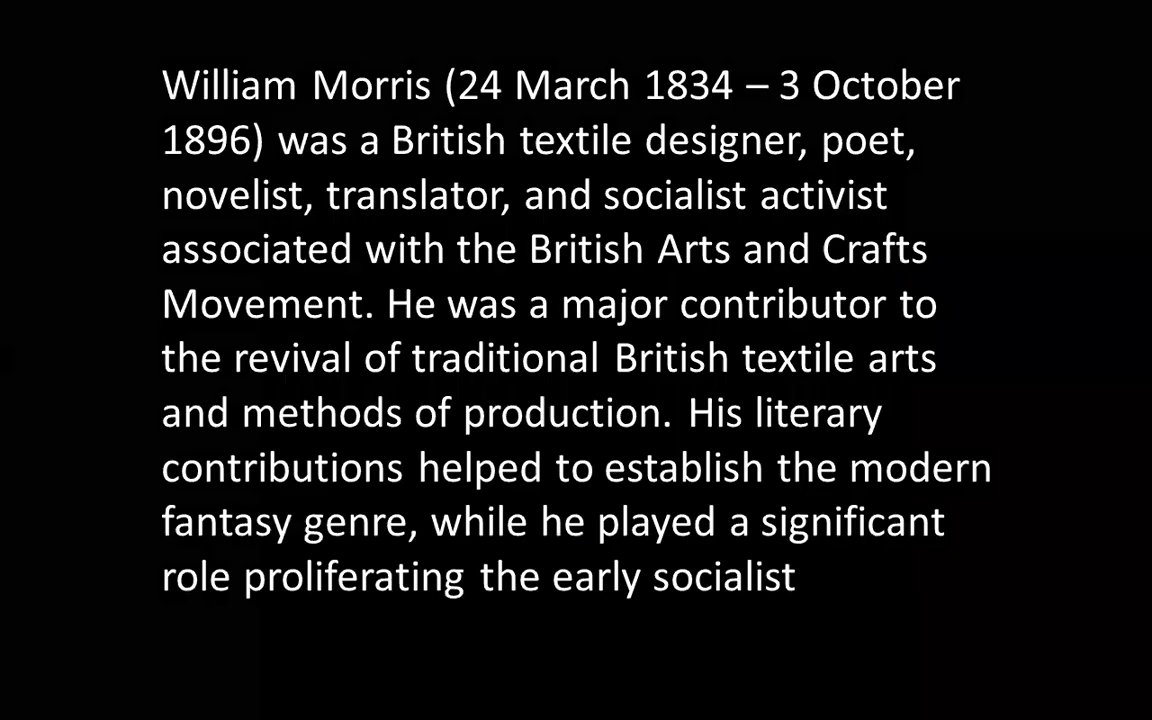 William Morris (24 March 1834 – 3 October
1896) was a British textile designer, poet,
novelist, translator, and socialist activist
associated with the British Arts and Crafts
Movement. He was a major contributor to
the revival of traditional British textile arts
and methods of production. His literary
contributions helped to establish the modern
fantasy genre, while he played a significant
role proliferating the early socialist